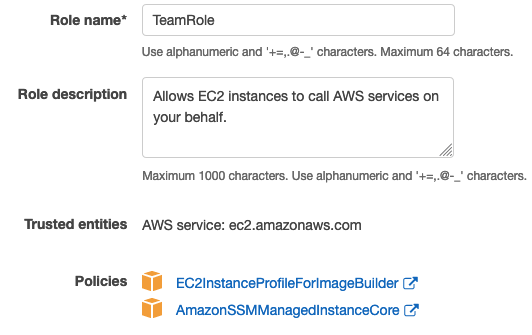 Role name* TeamRole
Use alphanumeric and '+=,.@-_' characters. Maximum 64 characters.
Role description Allows EC2 instances to call AWS services on
your behalf.
Maximum 1000 characters. Use alphanumeric and '+=,.@-_' characters.
Trusted entities AWS service: ec2.amazonaws.com
Policies EC2InstanceProfileForImageBuilder
AmazonSSMManagedInstanceCore